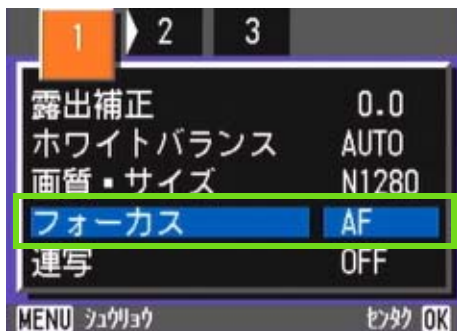 1 2 3
露出補正 0.0
ホワイトバランス AUTO
画質・サイズ N1280
フォーカス AF
連写 OFF
MENU シュウリョウ センタク OK